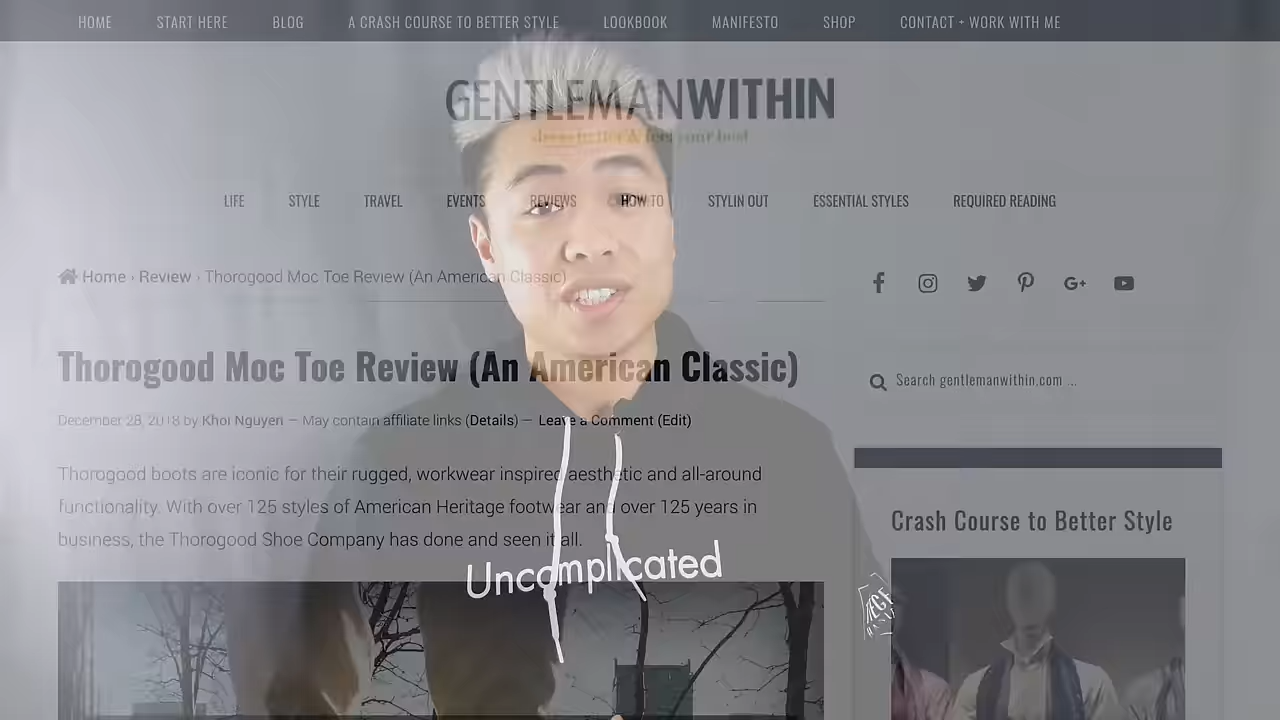 HOME START HERE BLOG A CRASH COURSE TO BETTER STYLE LOOKBOOK MANIFESTO SHOP CONTACT + WORK WITH ME
GENTLEMANWITHIN
dress better & feel your best
LIFE STYLE TRAVEL EVENTS REVIEWS HOW TO STYLIN OUT ESSENTIAL STYLES REQUIRED READING
Home › Review › Thorogood Moc Toe Review (An American Classic)
Thorogood Moc Toe Review (An American Classic)
December 28, 2018 by Khoi Nguyen — May contain affiliate links (Details) — Leave a Comment (Edit)
Thorogood boots are iconic for their rugged, workwear inspired aesthetic and all-around
functionality. With over 125 styles of American Heritage footwear and over 125 years in
business, the Thorogood Shoe Company has done and seen it all.
Search gentlemanwithin.com ...
Crash Course to Better Style
Uncomplicated